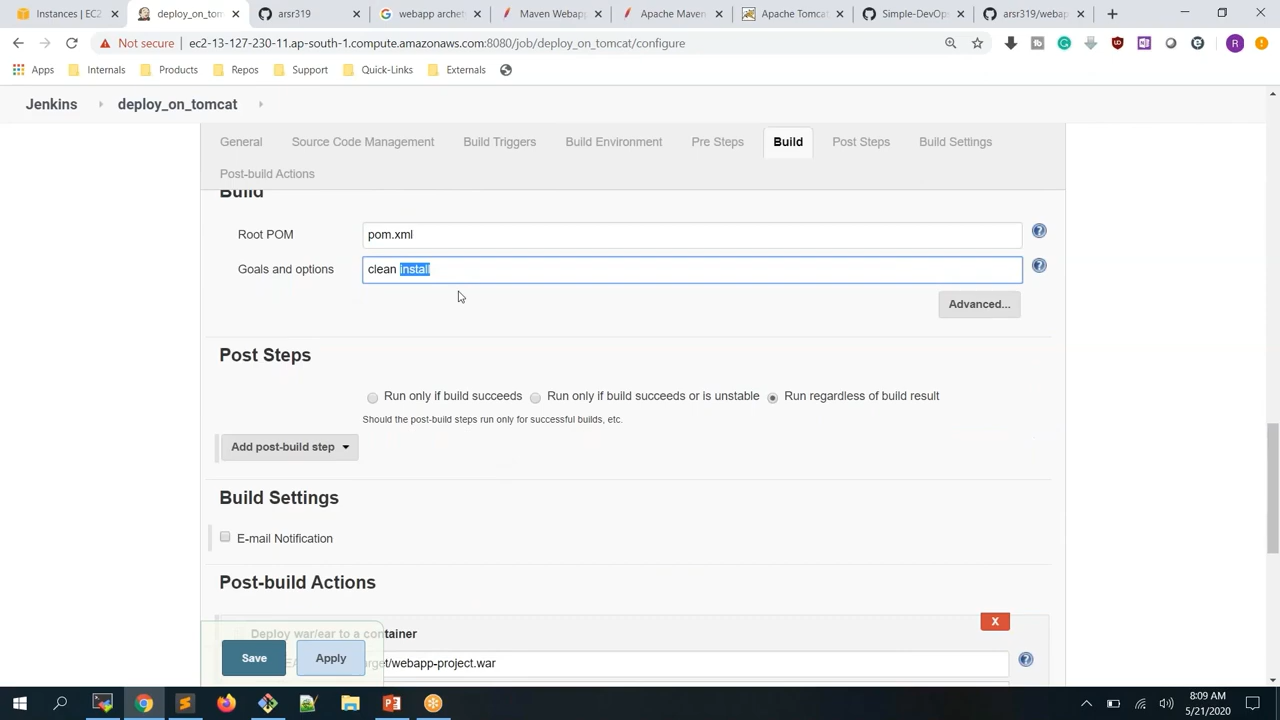 Instances | EC2
deploy_on_tom
arsr319
webapp archet
Maven Webapp
Apache Maven
Apache Tomcat
Simple-DevOp
arsr319/webap
Not secure
ec2-13-127-230-11.ap-south-1.compute.amazonaws.com:8080/job/deploy_on_tomcat/configure
R
Apps
Internals
Products
Repos
Support
Quick-Links
Externals
Jenkins
deploy_on_tomcat
General
Source Code Management
Build Triggers
Build Environment
Pre Steps
Build
Post Steps
Build Settings
Post-build Actions
Build
Root POM
pom.xml
Goals and options
clean install
Advanced...
Post Steps
Run only if build succeeds
Run only if build succeeds or is unstable
Run regardless of build result
Should the post-build steps run only for successful builds, etc.
Add post-build step
Build Settings
E-mail Notification
Post-build Actions
X
Deploy war/ear to a container
Save
Apply
et/webapp-project.war
8:09 AM
5/21/2020